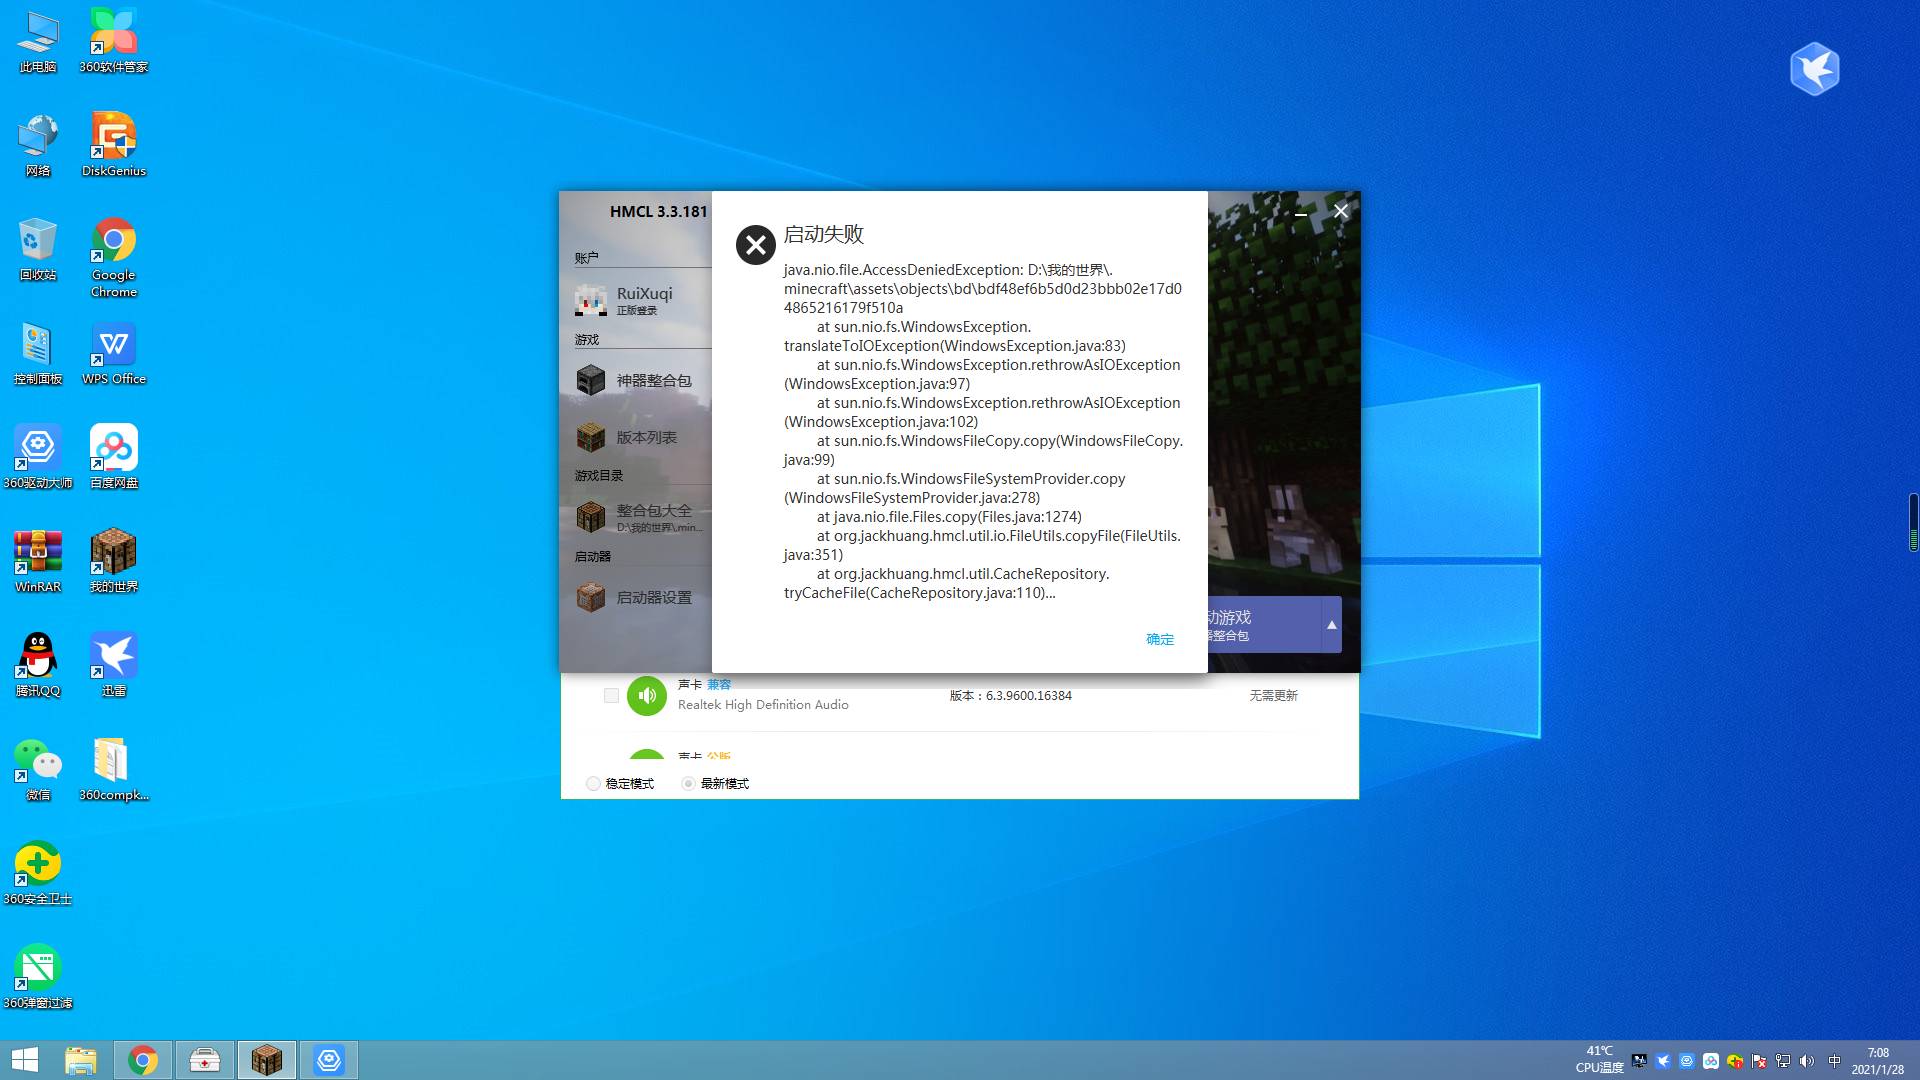 此电脑
360软件管家
网络
DiskGenius
回收站
Google Chrome
控制面板
WPS Office
360驱动大师
百度网盘
WinRAR
我的世界
腾讯QQ
迅雷
微信
360compk...
360安全卫士
360弹窗过滤
HMCL 3.3.181
账户
RuiXuqi
正版登录
游戏
神器整合包
版本列表
游戏目录
整合包大全
D:\我的世界\.min...
启动器
启动器设置
启动失败
java.nio.file.AccessDeniedException: D:\我的世界\.
minecraft\assets\objects\bd\bdf48ef6b5d0d23bbb02e17d0
4865216179f510a
at sun.nio.fs.WindowsException.
translateToIOException(WindowsException.java:83)
at sun.nio.fs.WindowsException.rethrowAsIOException
(WindowsException.java:97)
at sun.nio.fs.WindowsException.rethrowAsIOException
(WindowsException.java:102)
at sun.nio.fs.WindowsFileCopy.copy(WindowsFileCopy.
java:99)
at sun.nio.fs.WindowsFileSystemProvider.copy
(WindowsFileSystemProvider.java:278)
at java.nio.file.Files.copy(Files.java:1274)
at org.jackhuang.hmcl.util.io.FileUtils.copyFile(FileUtils.
java:351)
at org.jackhuang.hmcl.util.CacheRepository.
tryCacheFile(CacheRepository.java:110)...
确定
动游戏
器整合包
声卡 兼容
Realtek High Definition Audio
版本：6.3.9600.16384
无需更新
声卡 公版
稳定模式
最新模式
41℃
CPU温度
中
7:08
2021/1/28